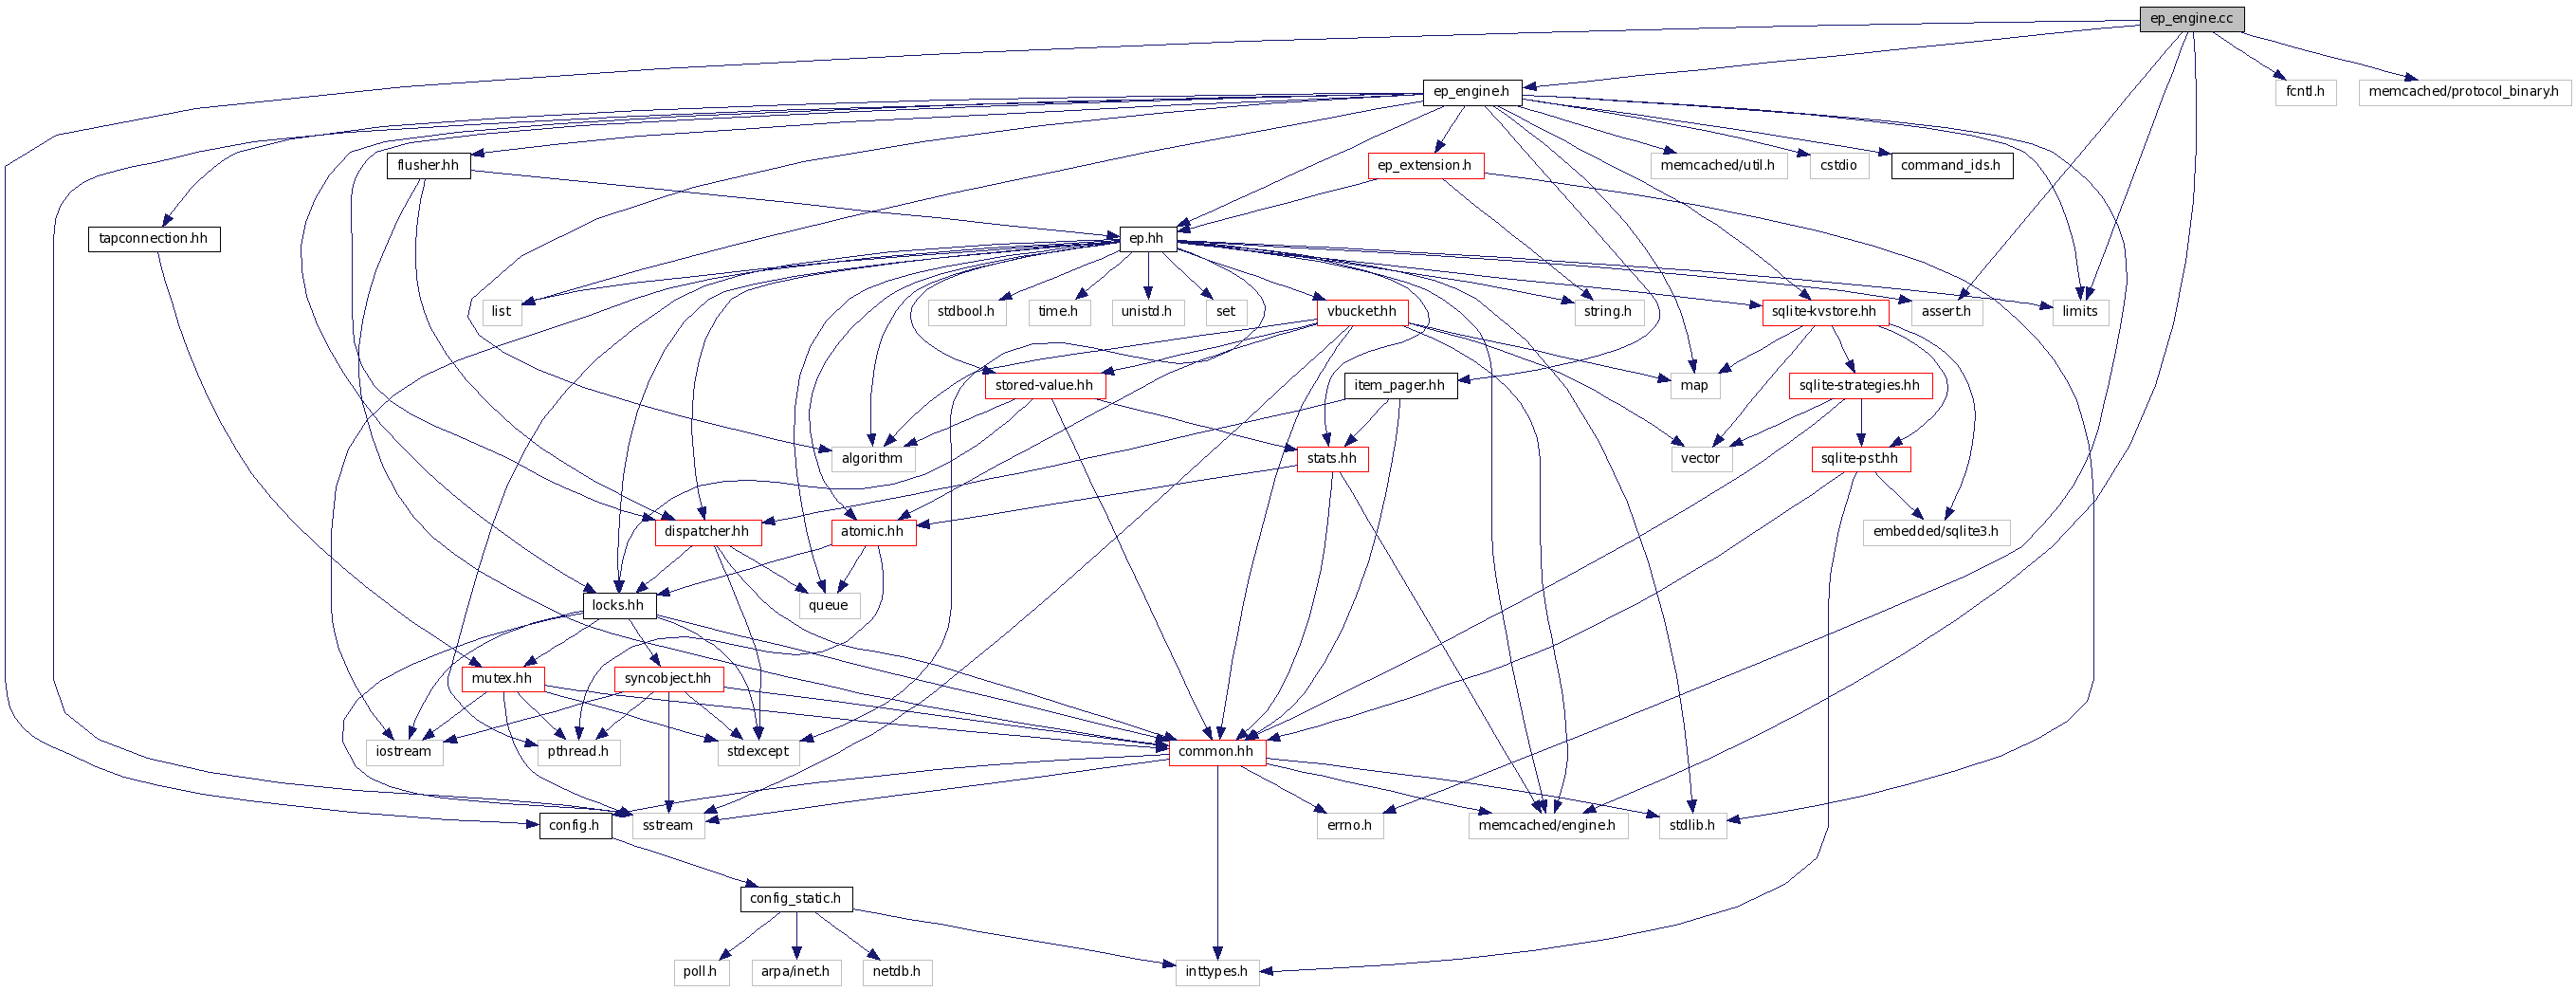 ep_engine.cc
ep_engine.h
fcntl.h
memcached/protocol_binary.h
flusher.hh
ep_extension.h
memcached/util.h
cstdio
command_ids.h
tapconnection.hh
ep.hh
list
stdbool.h
time.h
unistd.h
set
vbucket.hh
string.h
sqlite-kvstore.hh
assert.h
limits
stored-value.hh
item_pager.hh
map
sqlite-strategies.hh
algorithm
stats.hh
vector
sqlite-pst.hh
dispatcher.hh
atomic.hh
embedded/sqlite3.h
locks.hh
queue
mutex.hh
syncobject.hh
iostream
pthread.h
stdexcept
common.hh
config.h
sstream
errno.h
memcached/engine.h
stdlib.h
config_static.h
poll.h
arpa/inet.h
netdb.h
inttypes.h